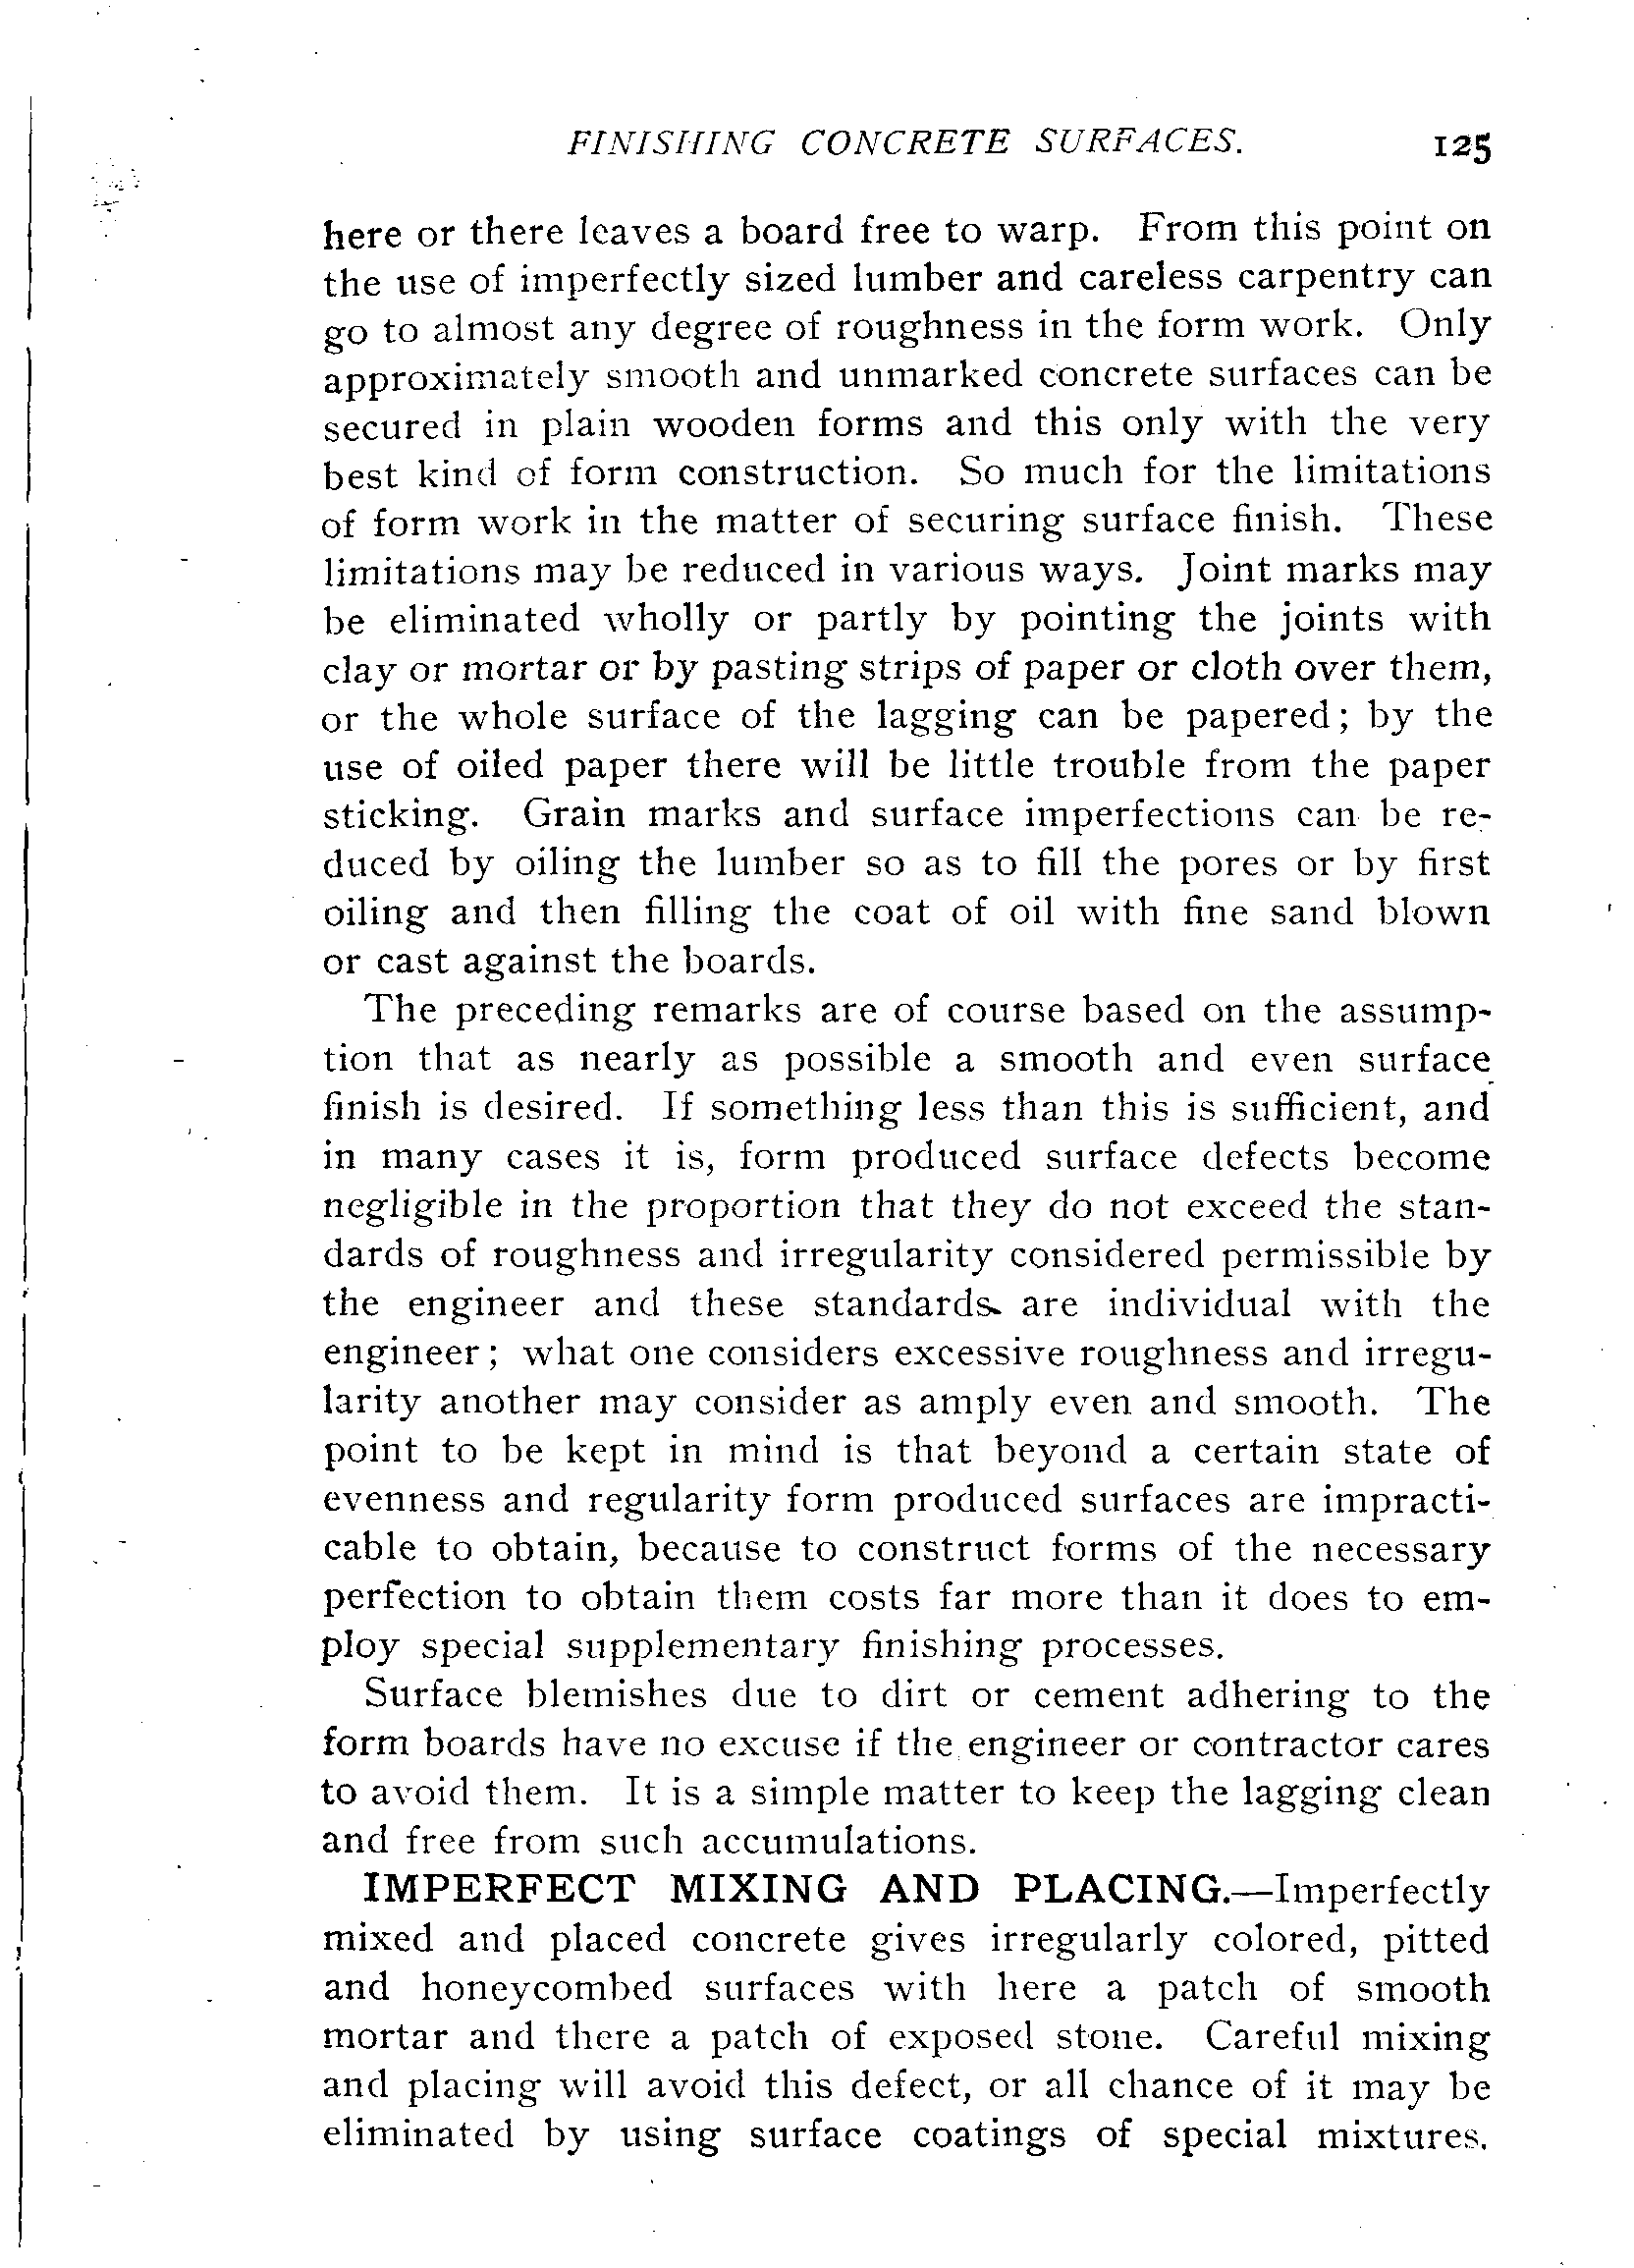 FINISHING CONCRETE SURFACES. 125
here or there leaves a board free to warp. From this point on
the use of imperfectly sized lumber and careless carpentry can
go to almost any degree of roughness in the form work. Only
approximately smooth and unmarked concrete surfaces can be
secured in plain wooden forms and this only with the very
best kind of form construction. So much for the limitations
of form work in the matter of securing surface finish. These
limitations may be reduced in various ways. Joint marks may
be eliminated wholly or partly by pointing the joints with
clay or mortar or by pasting strips of paper or cloth over them,
or the whole surface of the lagging can be papered; by the
use of oiled paper there will be little trouble from the paper
sticking. Grain marks and surface imperfections can be re-
duced by oiling the lumber so as to fill the pores or by first
oiling and then filling the coat of oil with fine sand blown
or cast against the boards.
The preceding remarks are of course based on the assump-
tion that as nearly as possible a smooth and even surface
finish is desired. If something less than this is sufficient, and
in many cases it is, form produced surface defects become
negligible in the proportion that they do not exceed the stan-
dards of roughness and irregularity considered permissible by
the engineer and these standards are individual with the
engineer; what one considers excessive roughness and irregu-
larity another may consider as amply even and smooth. The
point to be kept in mind is that beyond a certain state of
evenness and regularity form produced surfaces are impracti-
cable to obtain, because to construct forms of the necessary
perfection to obtain them costs far more than it does to em-
ploy special supplementary finishing processes.
Surface blemishes due to dirt or cement adhering to the
form boards have no excuse if the engineer or contractor cares
to avoid them. It is a simple matter to keep the lagging clean
and free from such accumulations.
IMPERFECT MIXING AND PLACING.—Imperfectly
mixed and placed concrete gives irregularly colored, pitted
and honeycombed surfaces with here a patch of smooth
mortar and there a patch of exposed stone. Careful mixing
and placing will avoid this defect, or all chance of it may be
eliminated by using surface coatings of special mixtures.